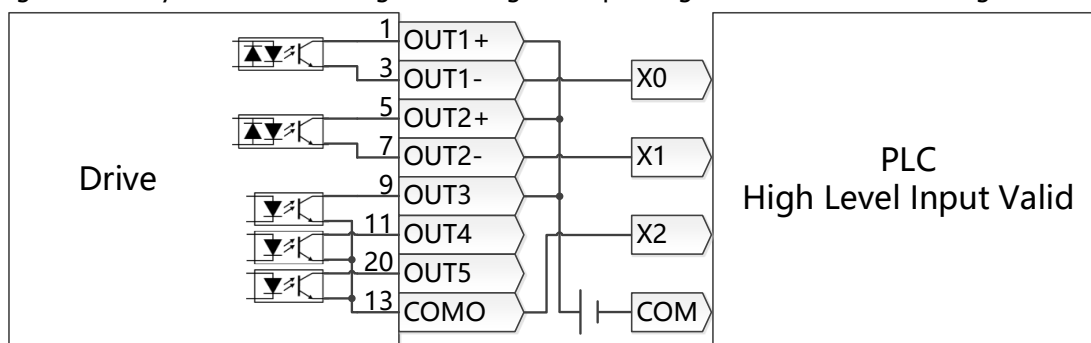 1 OUT1+
3 OUT1- X0
5 OUT2+
7 OUT2- X1
PLC
Drive
High Level Input Valid
9 OUT3
11 OUT4 X2
20 OUT5
13 COMO COM